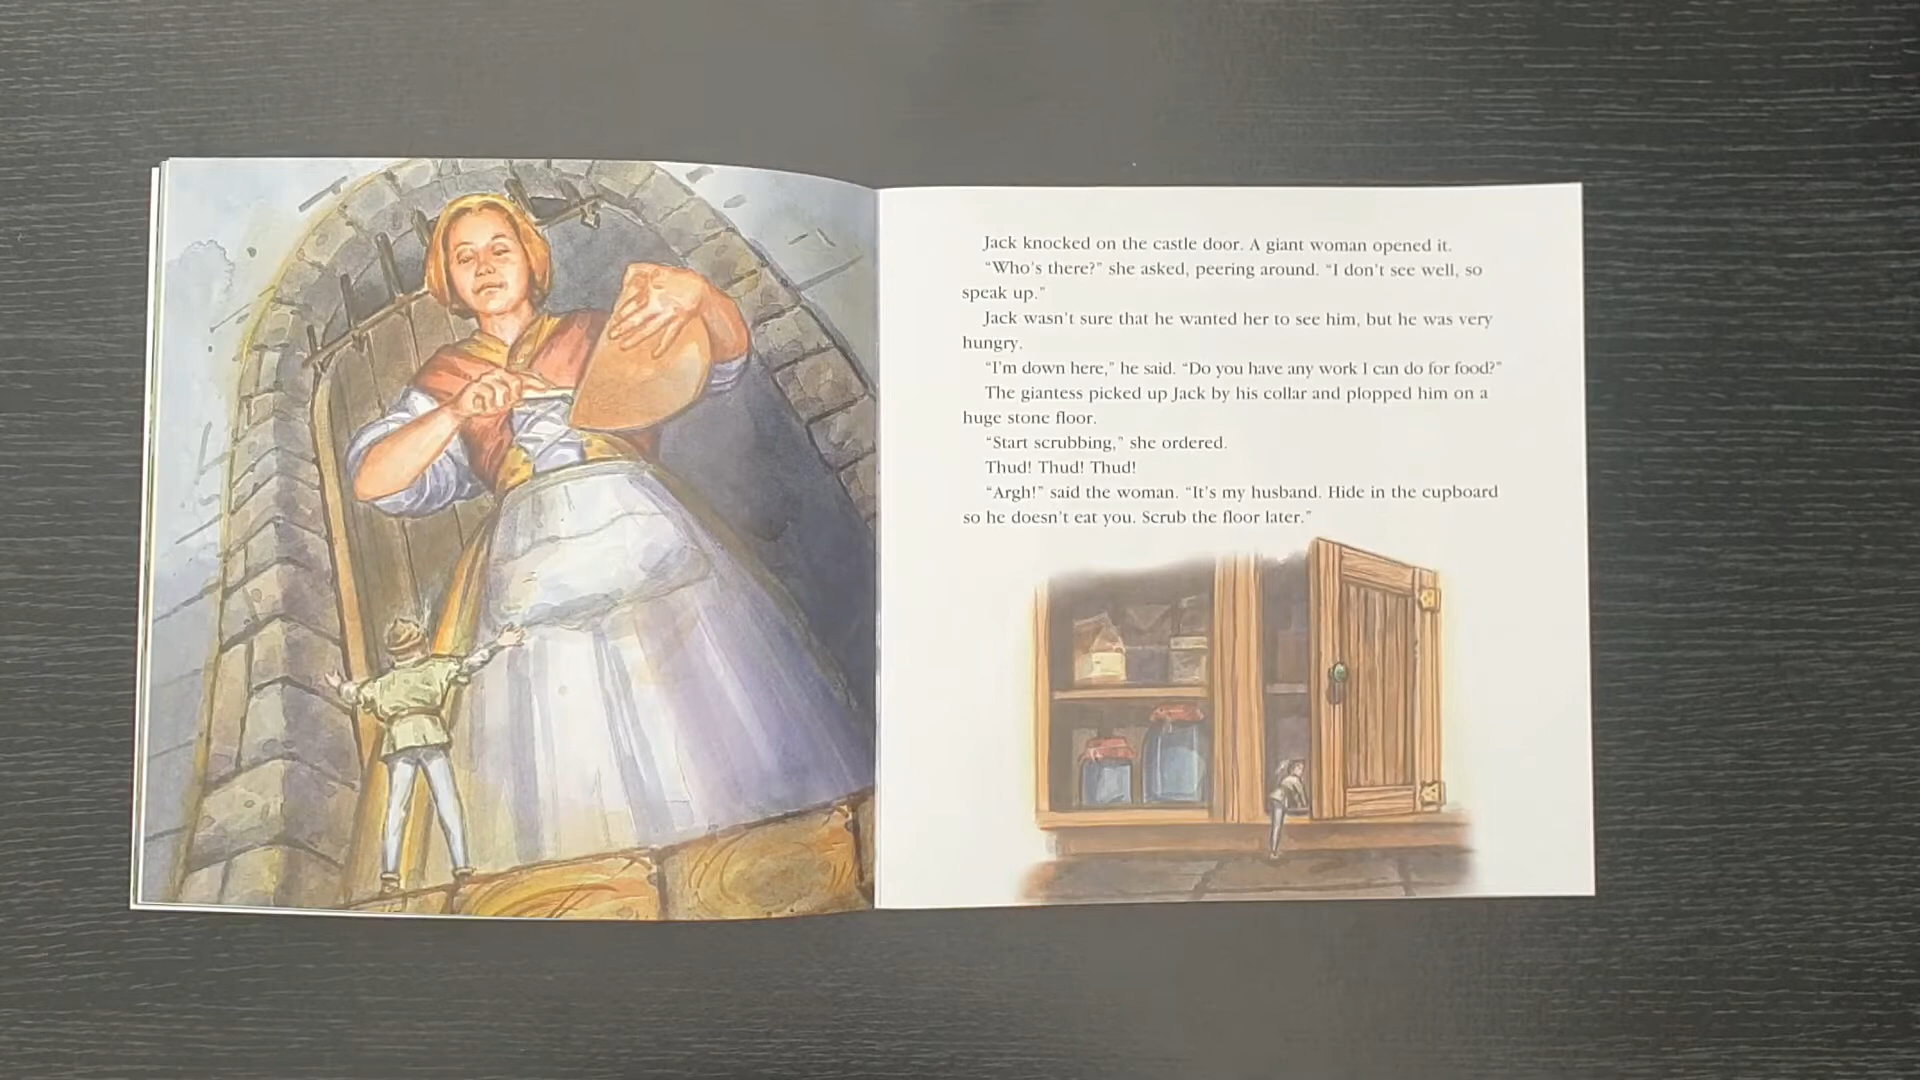 Jack knocked on the castle door. A giant woman opened it.
"Who's there?" she asked, peering around. "I don't see well, so
speak up."
Jack wasn't sure that he wanted her to see him, but he was very
hungry.
"I'm down here," he said. "Do you have any work I can do for food?"
The giantess picked up Jack by his collar and plopped him on a
huge stone floor.
"Start scrubbing," she ordered.
Thud! Thud! Thud!
"Argh!" said the woman. "It's my husband. Hide in the cupboard
so he doesn't eat you. Scrub the floor later."